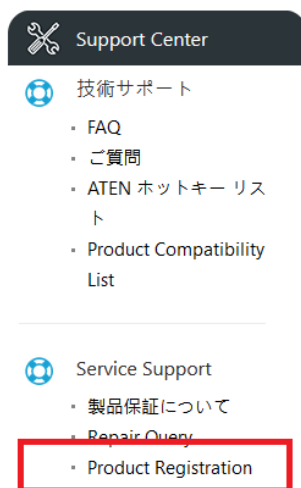 Support Center
技術サポート
FAQ
ご質問
ATEN ホットキー リス
ト
Product Compatibility
List
Service Support
製品保証について
Repair Query
Product Registration